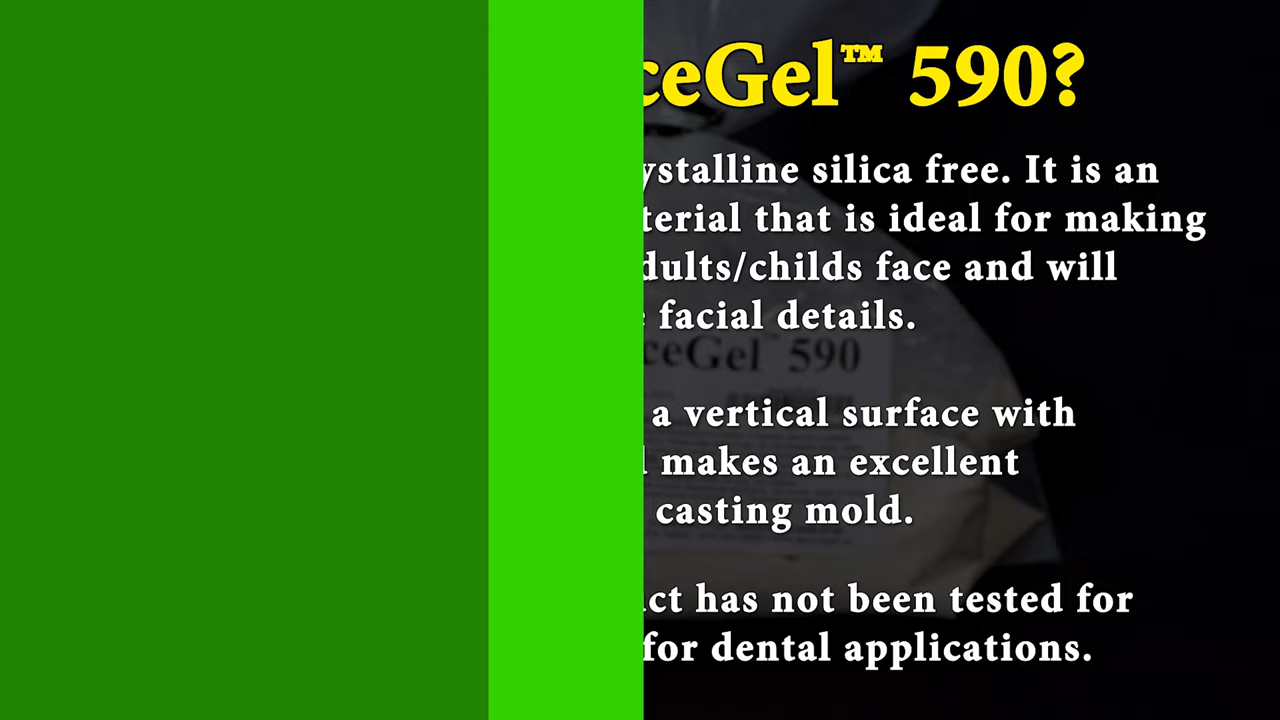 ceGel™ 590?
ystalline silica free. It is an
terial that is ideal for making
dults/childs face and will
facial details.
ceGel™ 590
a vertical surface with
makes an excellent
casting mold.
ct has not been tested for
for dental applications.